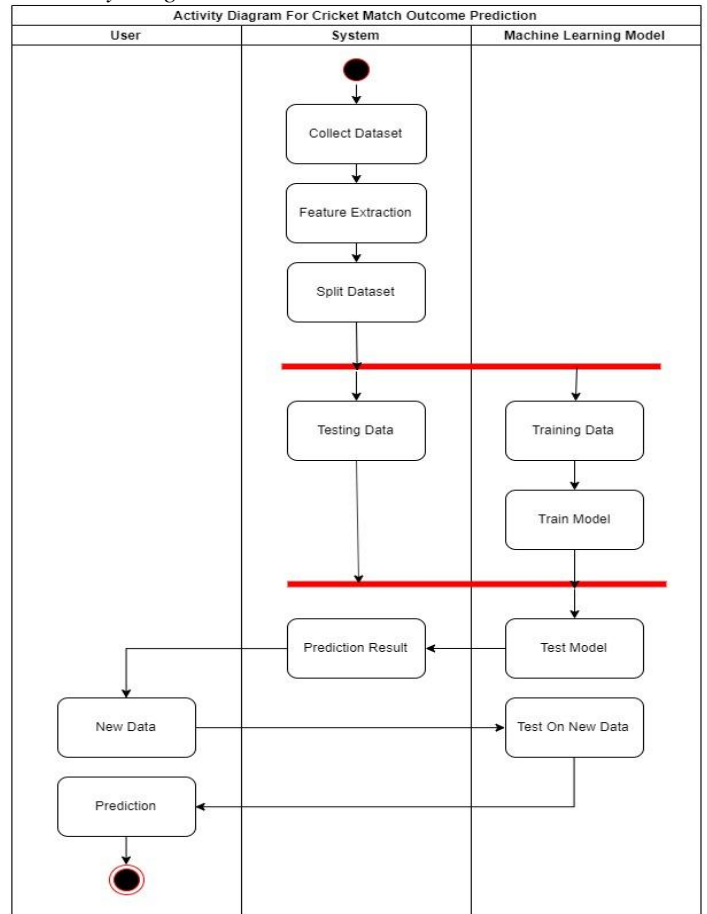 Activity Diagram For Cricket Match Outcome Prediction
User System Machine Learning Model
Collect Dataset
Feature Extraction
Split Dataset
Testing Data Training Data
Train Model
Prediction Result Test Model
New Data Test On New Data
Prediction